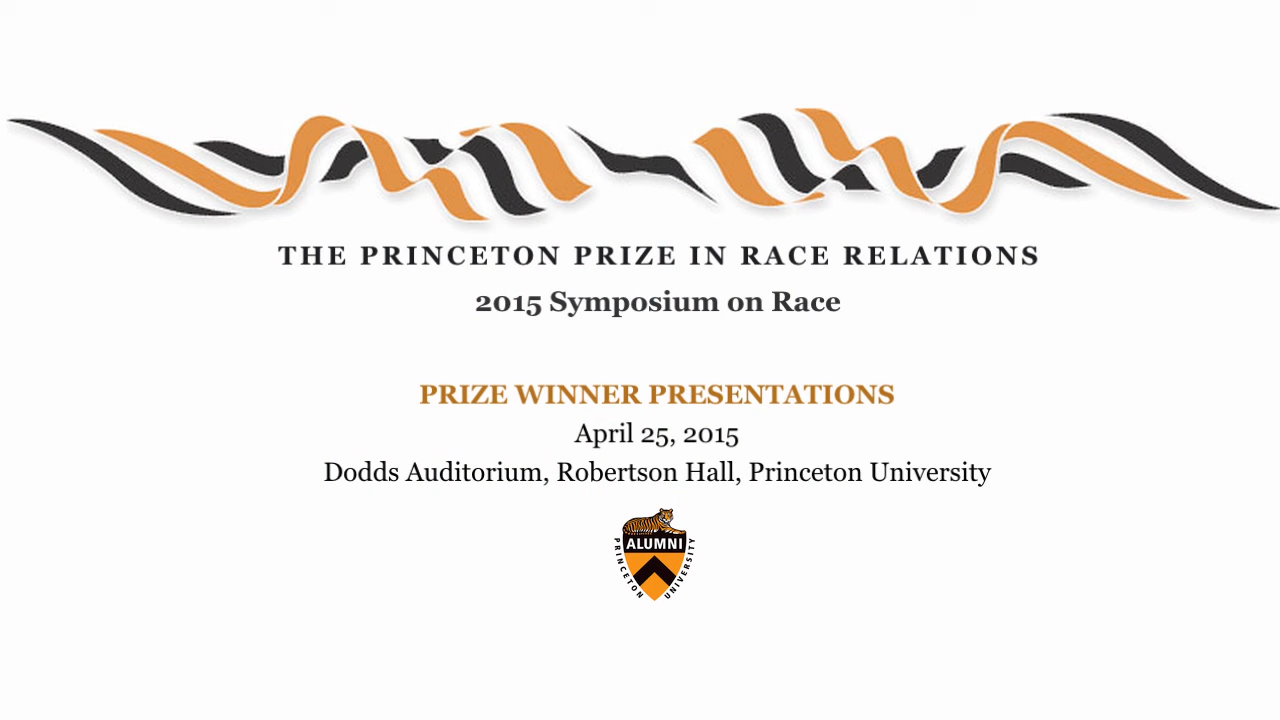 THE PRINCETON PRIZE IN RACE RELATIONS
2015 Symposium on Race
PRIZE WINNER PRESENTATIONS
April 25, 2015
Dodds Auditorium, Robertson Hall, Princeton University
ALUMNI
PRINCETON UNIVERSITY